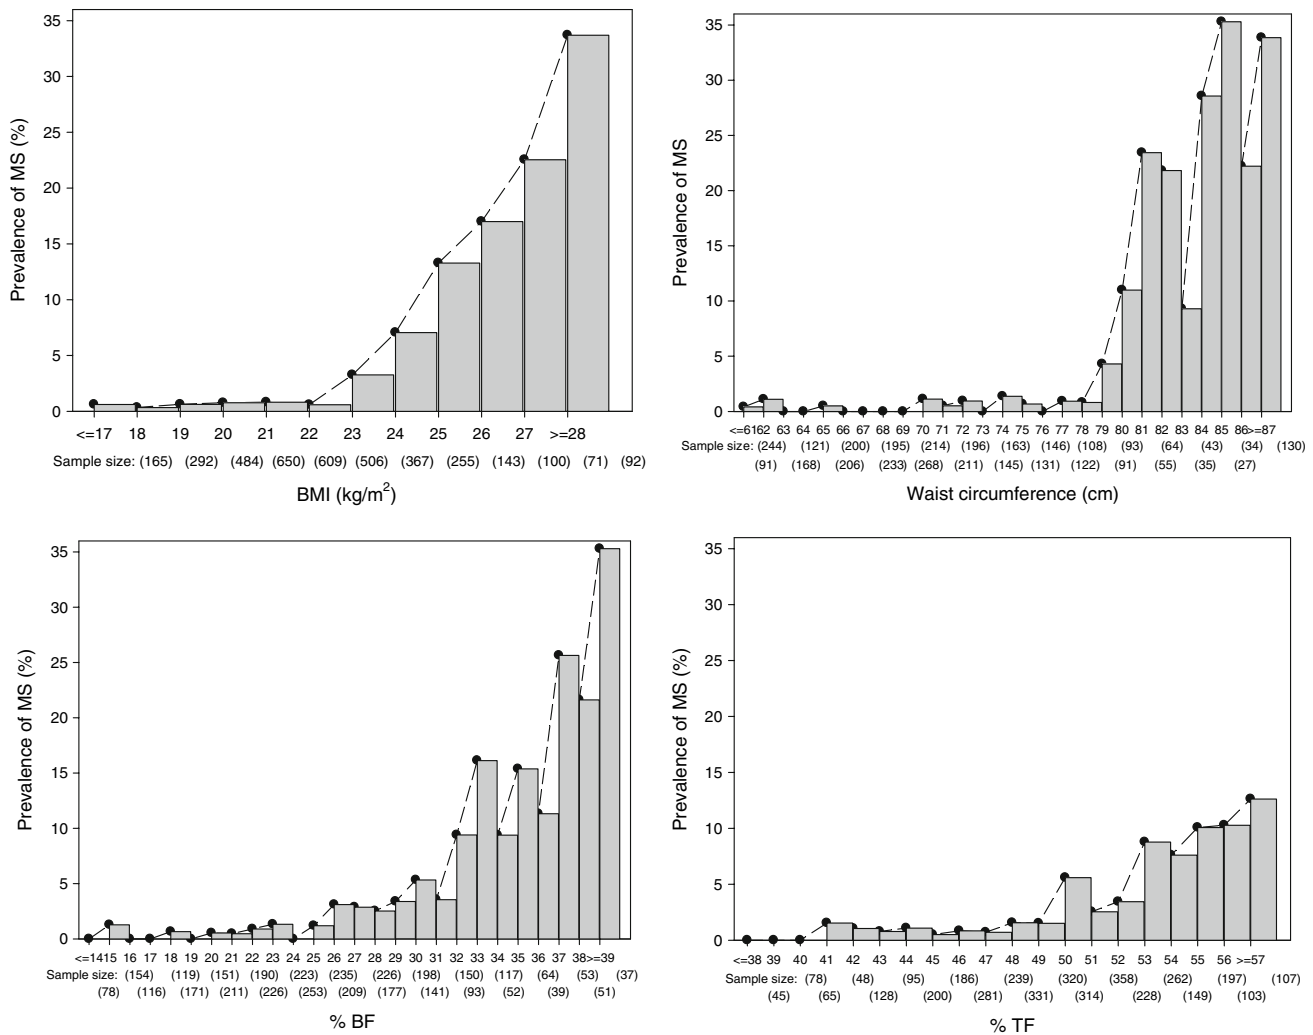 35
30
25
20
15
10
5
0
Prevalence of MS (%)
<=17 18 19 20 21 22 23 24 25 26 27 >=28
Sample size: (165) (292) (484) (650) (609) (506) (367) (255) (143) (100) (71) (92)
BMI (kg/m2)
35
30
25
20
15
10
5
0
Prevalence of MS
<=6162 63 64 65 66 67 68 69 70 71 72 73 74 75 76 77 78 79 80 81 82 83 84 85 86>=87
Sample size: (244) (121) (200) (195) (214) (196) (163) (146) (108) (93) (64) (43) (34) (130)
(91) (168) (206) (233) (268) (211) (145) (131) (122) (91) (55) (35) (27)
Waist circumference (cm)
35
30
25
20
15
10
5
0
Prevalence of MS (%)
<=1415 16 17 18 19 20 21 22 23 24 25 26 27 28 29 30 31 32 33 34 35 36 37 38>=39
Sample size: (154) (119) (151) (190) (223) (235) (226) (198) (150) (117) (64) (53) (37)
(78) (116) (171) (211) (226) (253) (209) (177) (141) (93) (52) (39) (51)
% BF
35
30
25
20
15
10
5
0
Prevalence of MS (%)
<=38 39 40 41 42 43 44 45 46 47 48 49 50 51 52 53 54 55 56 >=57
Sample size: (78) (48) (95) (186) (239) (320) (358) (262) (197) (107)
(45) (65) (128) (200) (281) (331) (314) (228) (149) (103)
% TF